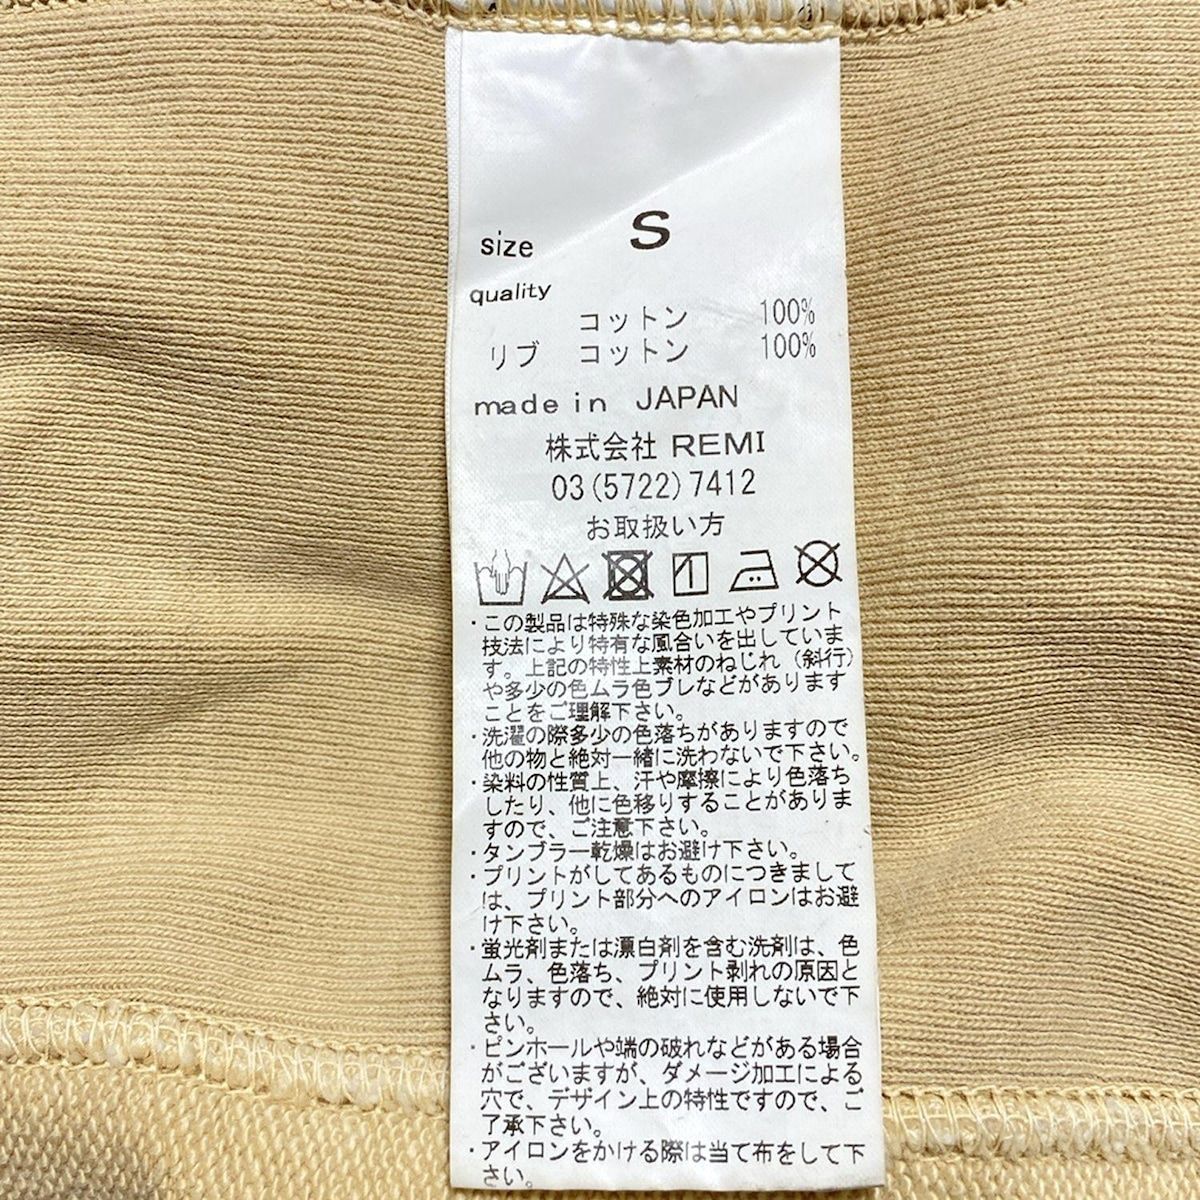 size S
quality
コットン 100%
リブ コットン 100%
made in JAPAN
株式会社 REMI
03(5722)7412
お取扱い方
・この製品は特殊な染色加工やプリント
技法により特有な風合いを出していま
す。上記の特性上素材のねじれ（斜行）
や多少の色ムラ色ブレなどがあります
ことをご理解下さい。
・洗濯の際多少の色落ちがありますので
他の物と絶対一緒に洗わないで下さい。
・染料の性質上、汗や摩擦により色落ち
したり、他に色移りすることがありま
すので、ご注意下さい。
・タンブラー乾燥はお避け下さい。
・プリントがしてあるものにつきまして
は、プリント部分へのアイロンはお避
け下さい。
・蛍光剤または漂白剤を含む洗剤は、色
ムラ、色落ち、プリント剥れの原因と
なりますので、絶対に使用しないで下
さい。
・ピンホールや端の破れなどがある場合
がございますが、ダメージ加工による
穴で、デザイン上の特性ですので、ご
了承下さい。
・アイロンをかける際は当て布をして下
さい。